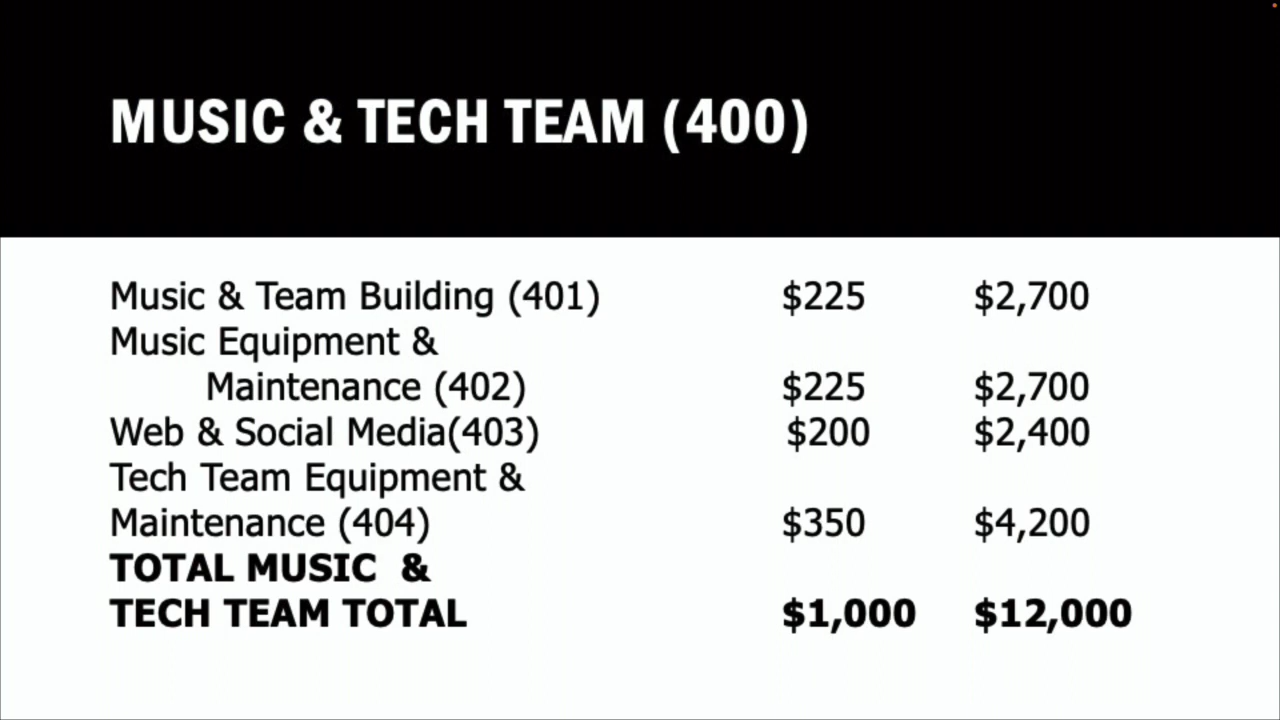 MUSIC & TECH TEAM (400)
Music & Team Building (401) $225 $2,700
Music Equipment &
Maintenance (402) $225 $2,700
Web & Social Media(403) $200 $2,400
Tech Team Equipment &
Maintenance (404) $350 $4,200
TOTAL MUSIC & 
TECH TEAM TOTAL $1,000 $12,000